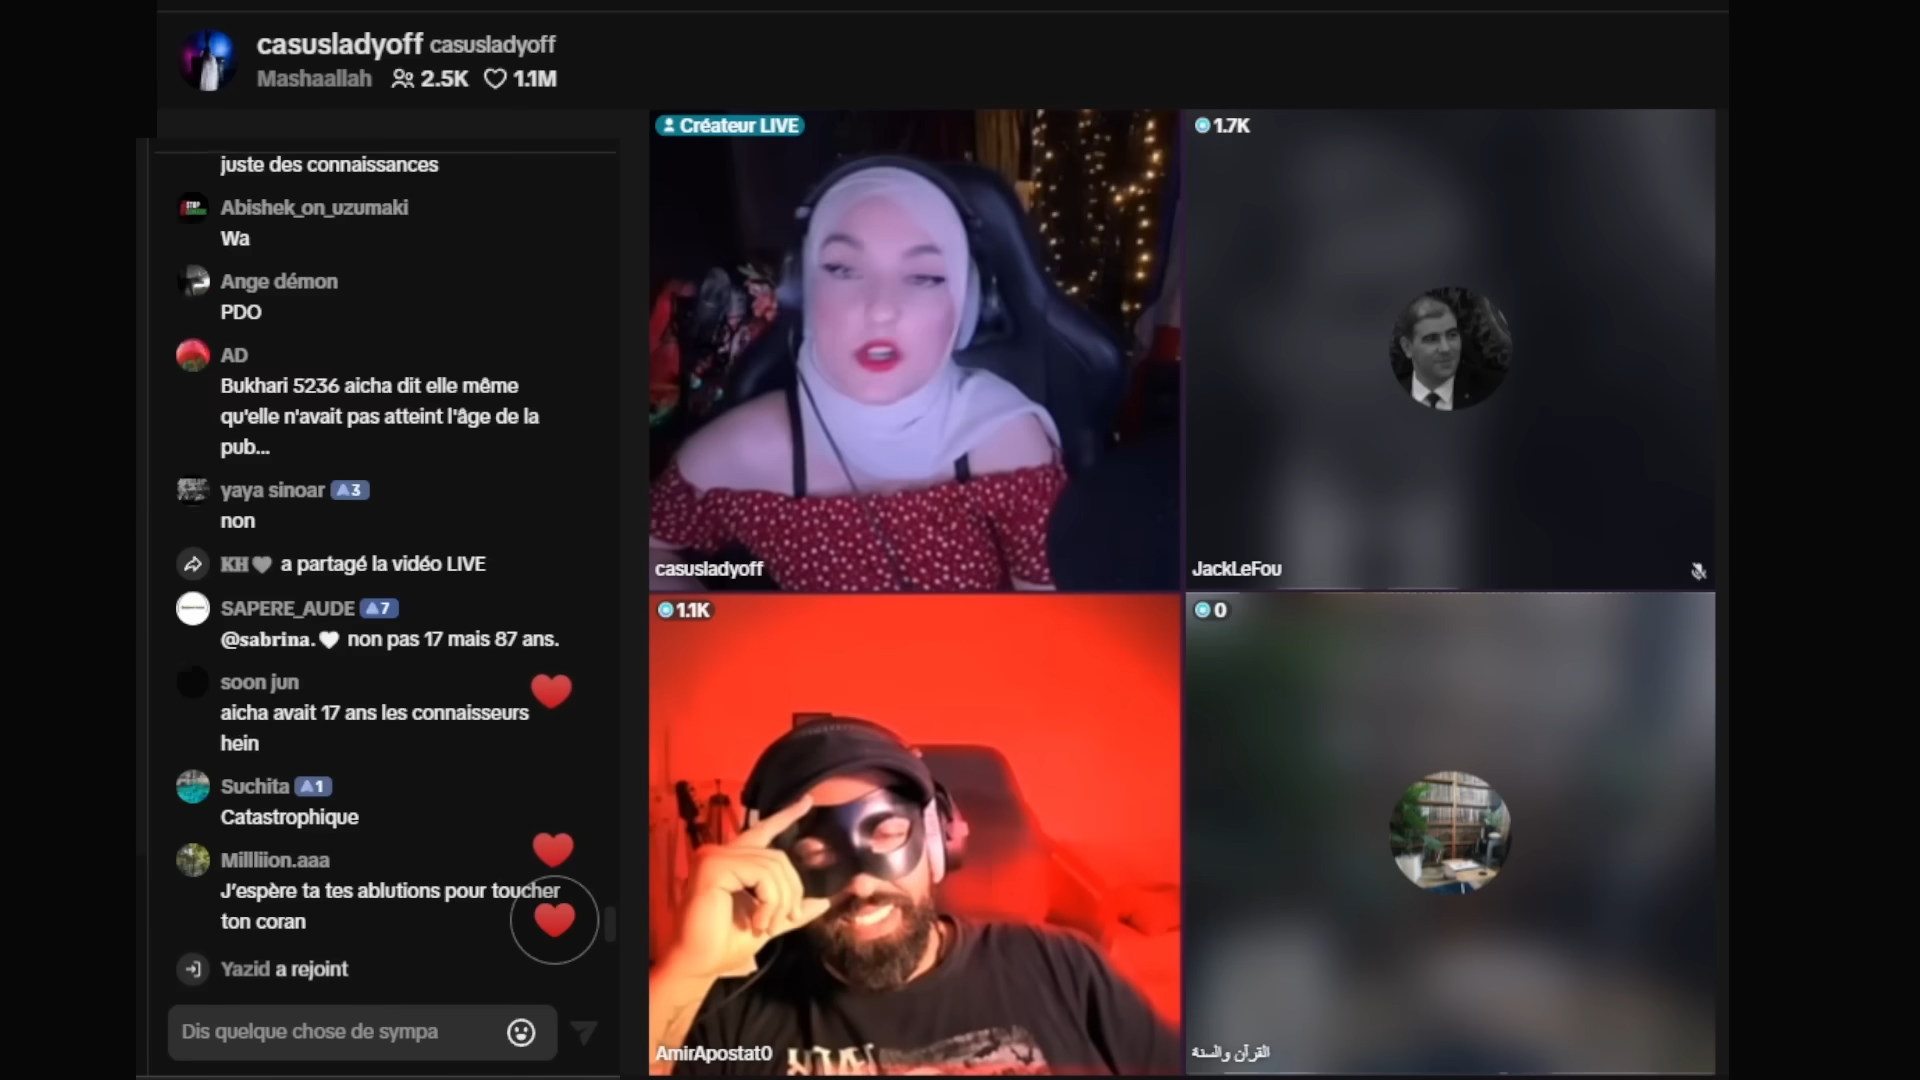 casusladyoff casusladyoff
Mashaallah 2.5K 1.1M
juste des connaissances
Abishek_on_uzumaki
Wa
Ange démon
PDO
AD
Bukhari 5236 aicha dit elle même
qu'elle n'avait pas atteint l'âge de la
pub...
yaya sinoar 3
non
KH a partagé la vidéo LIVE
SAPERE_AUDE 7
@sabrina. non pas 17 mais 87 ans.
soon jun
aicha avait 17 ans les connaisseurs
hein
Suchita 1
Catastrophique
Millliion.aaa
J'espère ta tes ablutions pour toucher
ton coran
Yazid a rejoint
Dis quelque chose de sympa
Créateur LIVE
casusladyoff
1.7K
JackLeFou
1.1K
AmirApostat0
0
القرآن والسنة